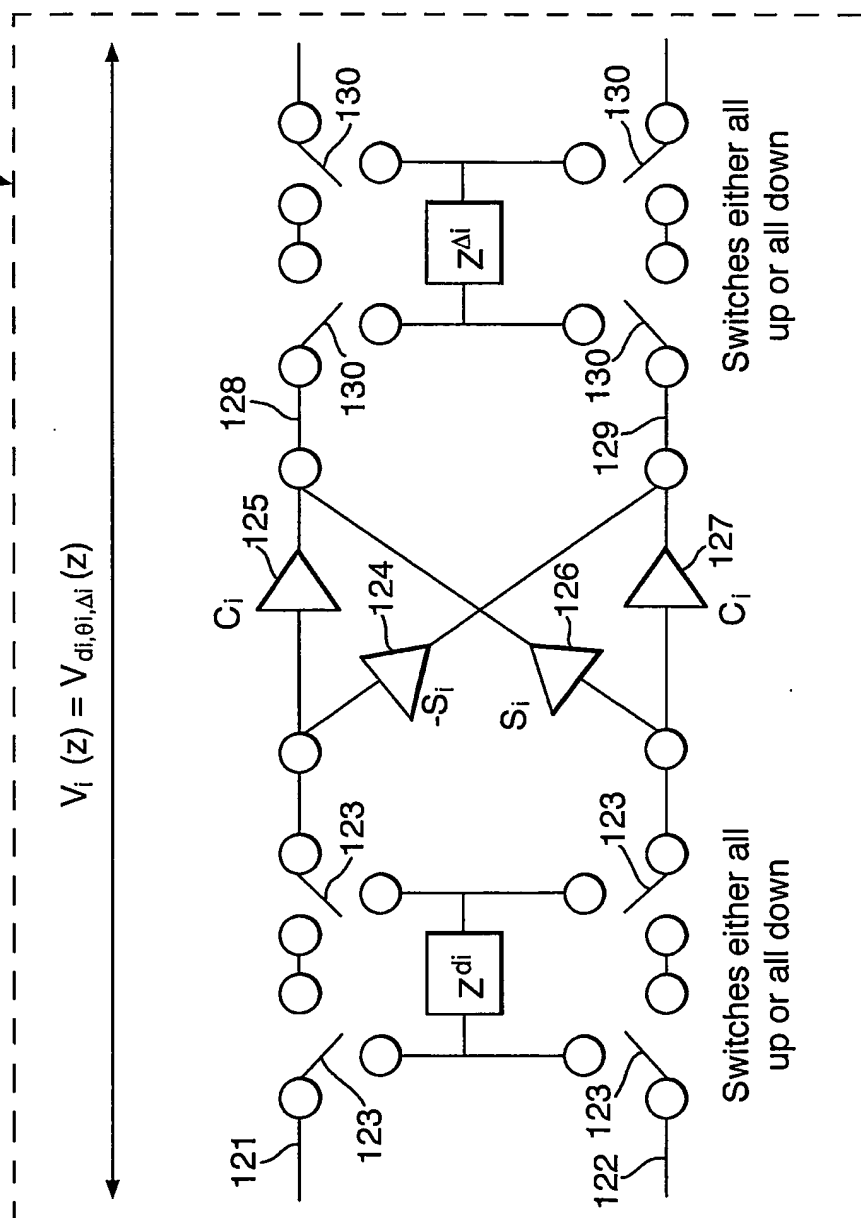 V_i (z) = V_{di,θi,Δi} (z)
121
123
Z^{di}
123
C_i
125
128
130
Z^{Δi}
130
-S_i
124
S_i
126
122
123
123
C_i
127
129
130
130
Switches either all
up or all down
Switches either all
up or all down